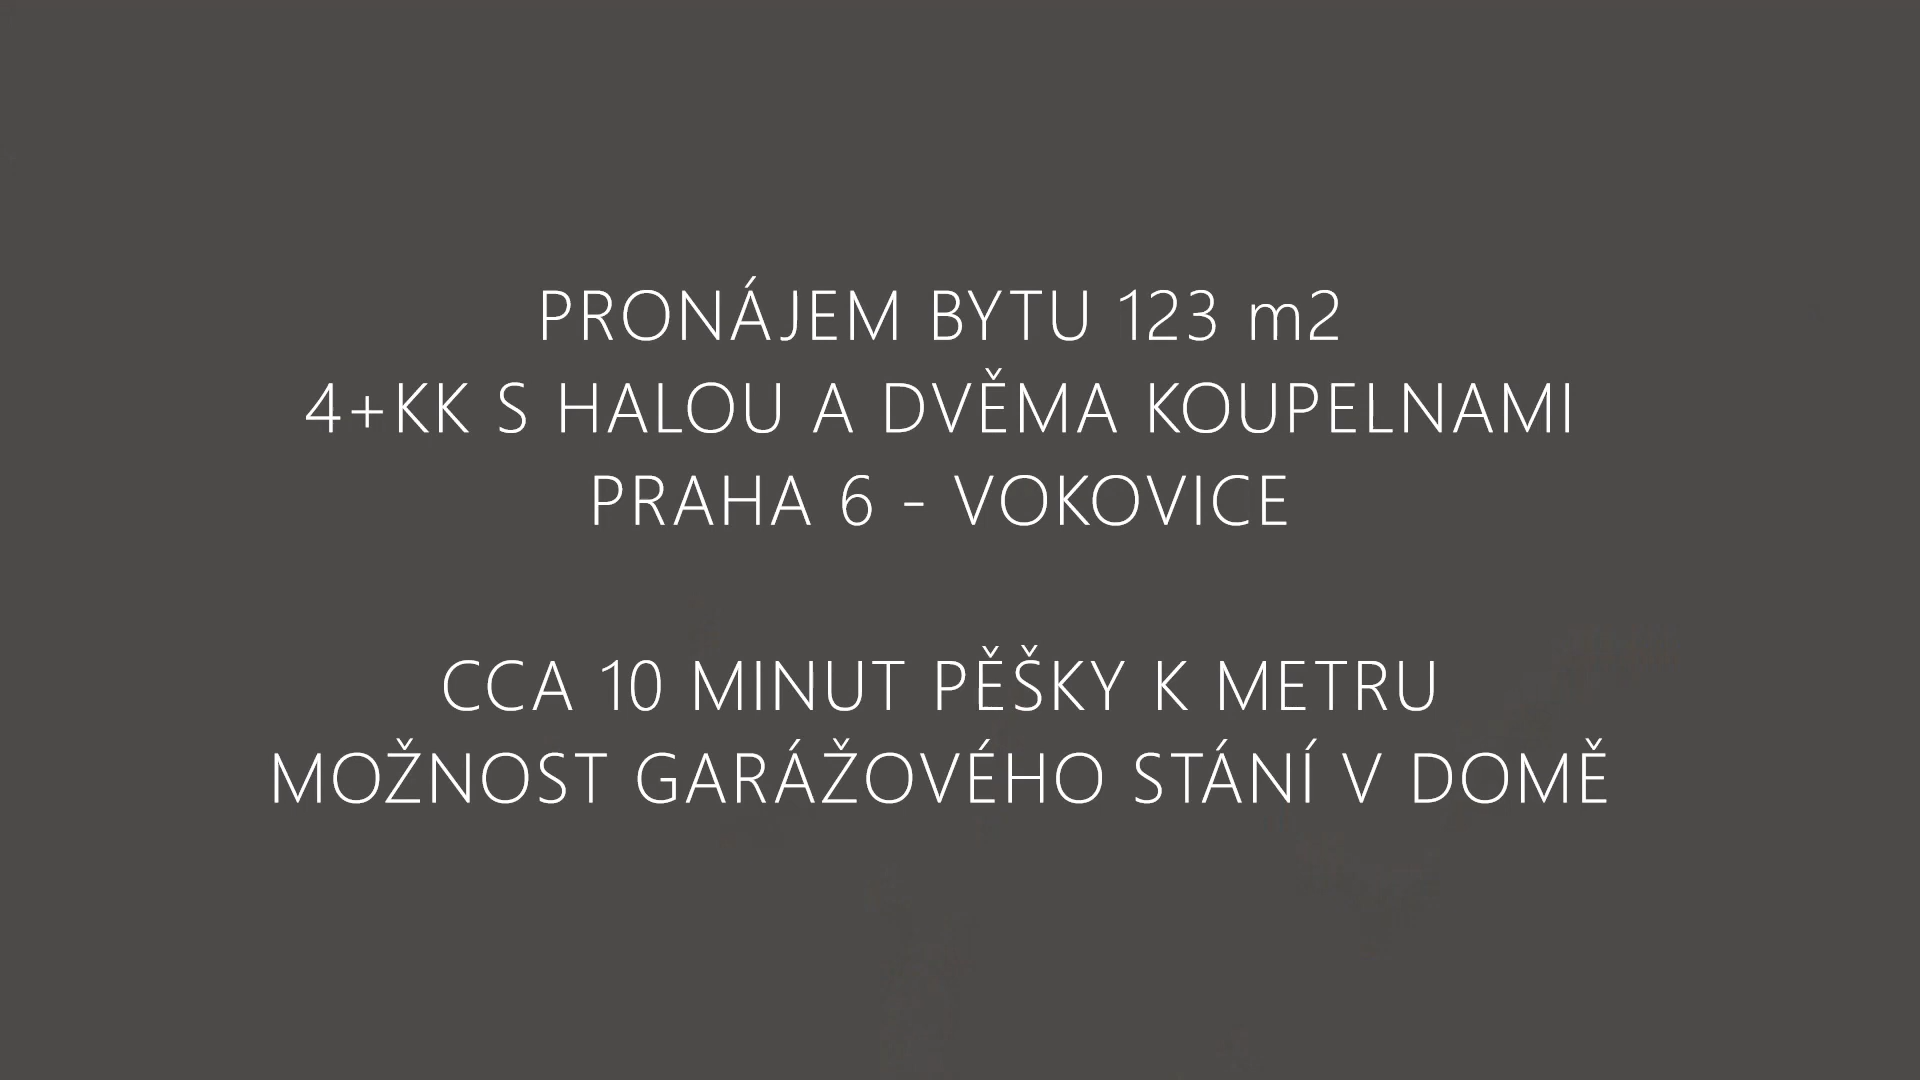 PRONÁJEM BYTU 123 m2
4+KK S HALOU A DVĚMA KOUPELNAMI
PRAHA 6 - VOKOVICE
CCA 10 MINUT PĚŠKY K METRU
MOŽNOST GARÁŽOVÉHO STÁNÍ V DOMĚ